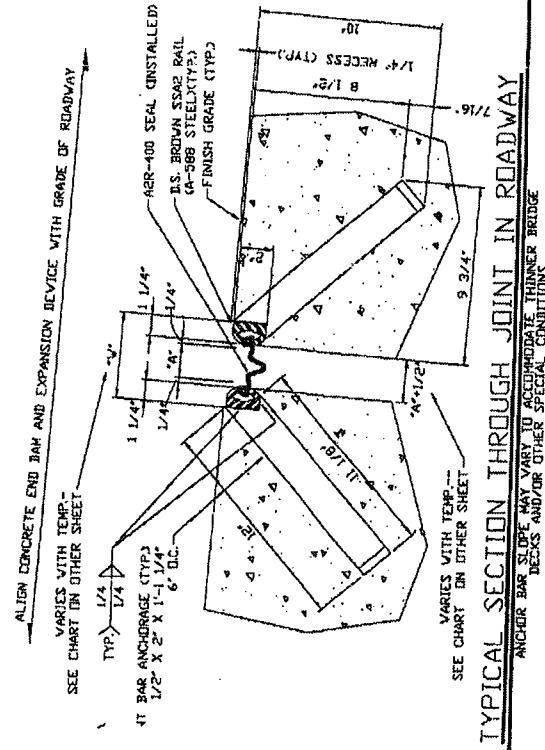 ALIGN CONCRETE END DAM AND EXPANSION DEVICE WITH GRADE OF ROADWAY
VARIES WITH TEMP.-
SEE CHART ON OTHER SHEET
TYP.
1/4
1/4
BAR ANCHORAGE (TYP.)
1/2" X 2" X 1'-1 1/4"
6" O.C.
1 1/4"
1/4"
"A"
1 1/4"
1/4"
A2R-400 SEAL (INSTALLED)
D.S. BROWN SSA2 RAIL
(A-588 STEEL)(TYP.)
FINISH GRADE (TYP.)
2"
12"
11 1/8"
10"
1/4" RECESS (TYP.)
8 1/2"
7/16"
9 3/4"
"A"+1/2"
VARIES WITH TEMP.--
SEE CHART ON OTHER SHEET
TYPICAL SECTION THROUGH JOINT IN ROADWAY
ANCHOR BAR SLOPE MAY VARY TO ACCOMMODATE THINNER BRIDGE
DECKS AND/OR OTHER SPECIAL CONDITIONS